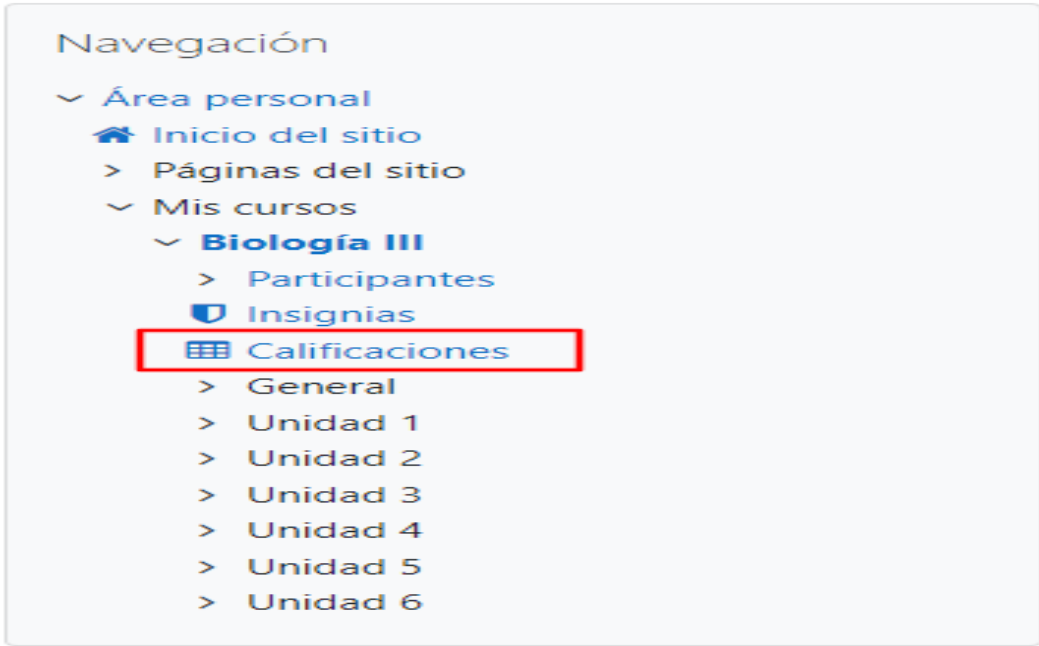 Navegación
Área personal
Inicio del sitio
Páginas del sitio
Mis cursos
Biología III
Participantes
Insignias
Calificaciones
General
Unidad 1
Unidad 2
Unidad 3
Unidad 4
Unidad 5
Unidad 6